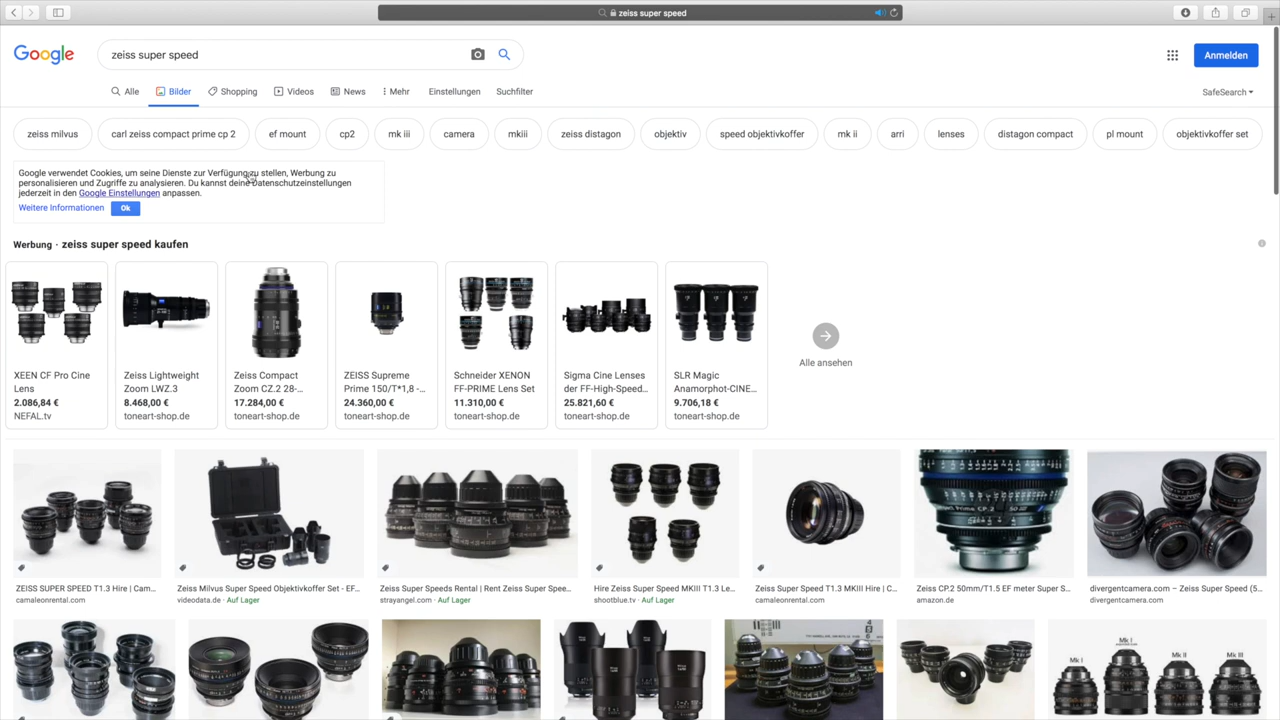 zeiss super speed
Google
zeiss super speed
Anmelden
Alle
Bilder
Shopping
Videos
News
Mehr
Einstellungen
Suchfilter
SafeSearch
zeiss milvus
carl zeiss compact prime cp 2
ef mount
cp2
mk iii
camera
mkiii
zeiss distagon
objektiv
speed objektivkoffer
mk ii
arri
lenses
distagon compact
pl mount
objektivkoffer set
Google verwendet Cookies, um seine Dienste zur Verfügung zu stellen, Werbung zu
personalisieren und Zugriffe zu analysieren. Du kannst deine Datenschutzeinstellungen
jederzeit in den Google Einstellungen anpassen.
Weitere Informationen
Ok
Werbung · zeiss super speed kaufen
XEEN CF Pro Cine
Lens
2.086,84 €
NEFAL.tv
Zeiss Lightweight
Zoom LWZ.3
8.468,00 €
toneart-shop.de
Zeiss Compact
Zoom CZ.2 28-...
17.284,00 €
toneart-shop.de
ZEISS Supreme
Prime 150/T*1,8 -...
24.360,00 €
toneart-shop.de
Schneider XENON
FF-PRIME Lens Set
11.310,00 €
toneart-shop.de
Sigma Cine Lenses
der FF-High-Speed...
25.821,60 €
toneart-shop.de
SLR Magic
Anamorphot-CINE...
9.706,18 €
toneart-shop.de
Alle ansehen
ZEISS SUPER SPEED T1.3 Hire | Cam...
camaleonrental.com
Zeiss Milvus Super Speed Objektivkoffer Set - EF...
videodata.de · Auf Lager
Zeiss Super Speeds Rental | Rent Zeiss Super Spee...
strayangel.com · Auf Lager
Hire Zeiss Super Speed MKIII T1.3 Le...
shootblue.tv · Auf Lager
Zeiss Super Speed T1.3 MKIII Hire | C...
camaleonrental.com
Zeiss CP.2 50mm/T1.5 EF meter Super S...
amazon.de
divergentcamera.com – Zeiss Super Speed (5...
divergentcamera.com
Mk I
Mk II
Mk III